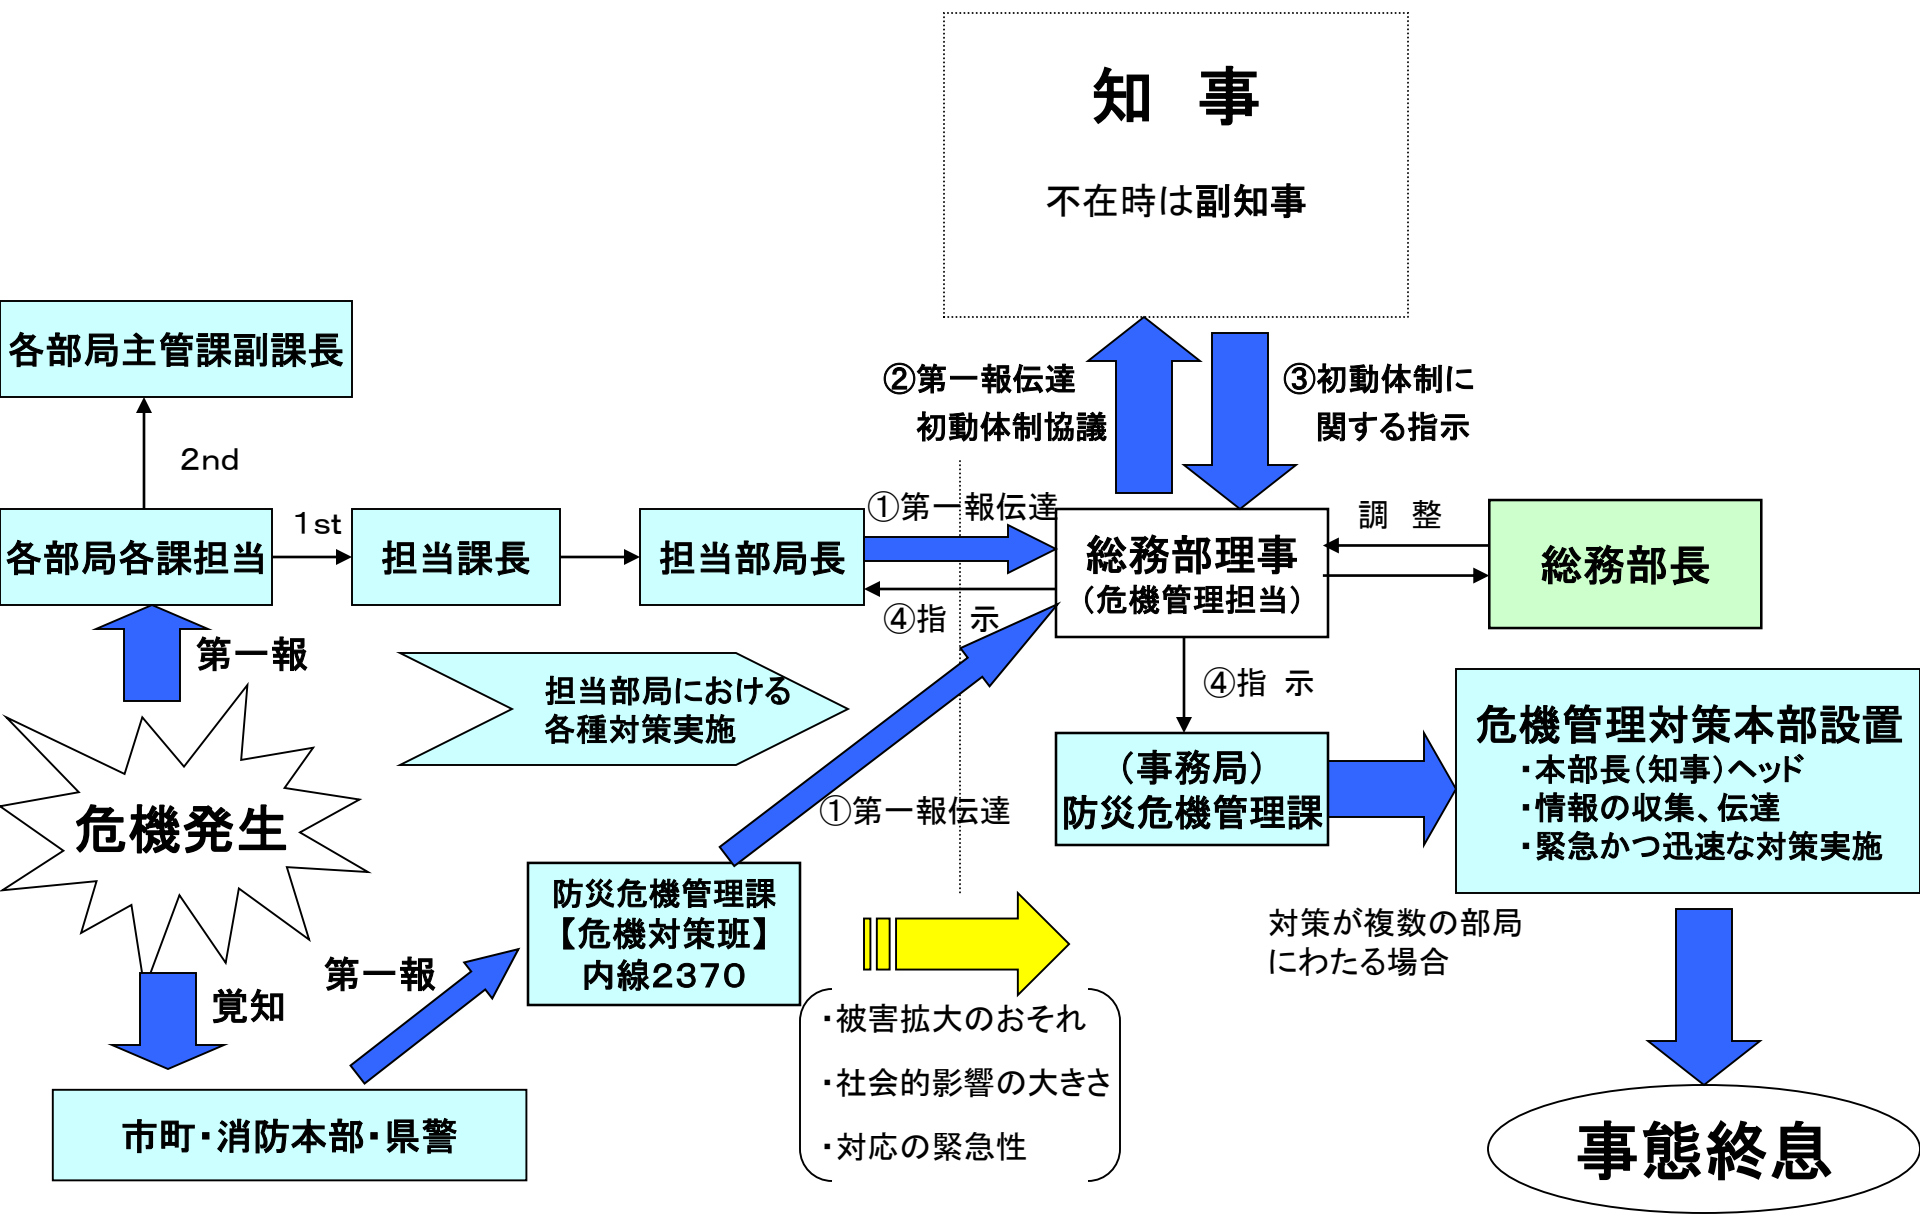 知　事
不在時は副知事
各部局主管課副課長
②第一報伝達
初動体制協議
③初動体制に
関する指示
2nd
各部局各課担当
1st
担当課長
担当部局長
①第一報伝達
④指　示
総務部理事
（危機管理担当）
調　整
総務部長
第一報
担当部局における
各種対策実施
④指　示
危機発生
①第一報伝達
（事務局）
防災危機管理課
危機管理対策本部設置
・本部長（知事）ヘッド
・情報の収集、伝達
・緊急かつ迅速な対策実施
防災危機管理課
【危機対策班】
内線2370
第一報
覚知
対策が複数の部局
にわたる場合
・被害拡大のおそれ
・社会的影響の大きさ
・対応の緊急性
市町・消防本部・県警
事態終息